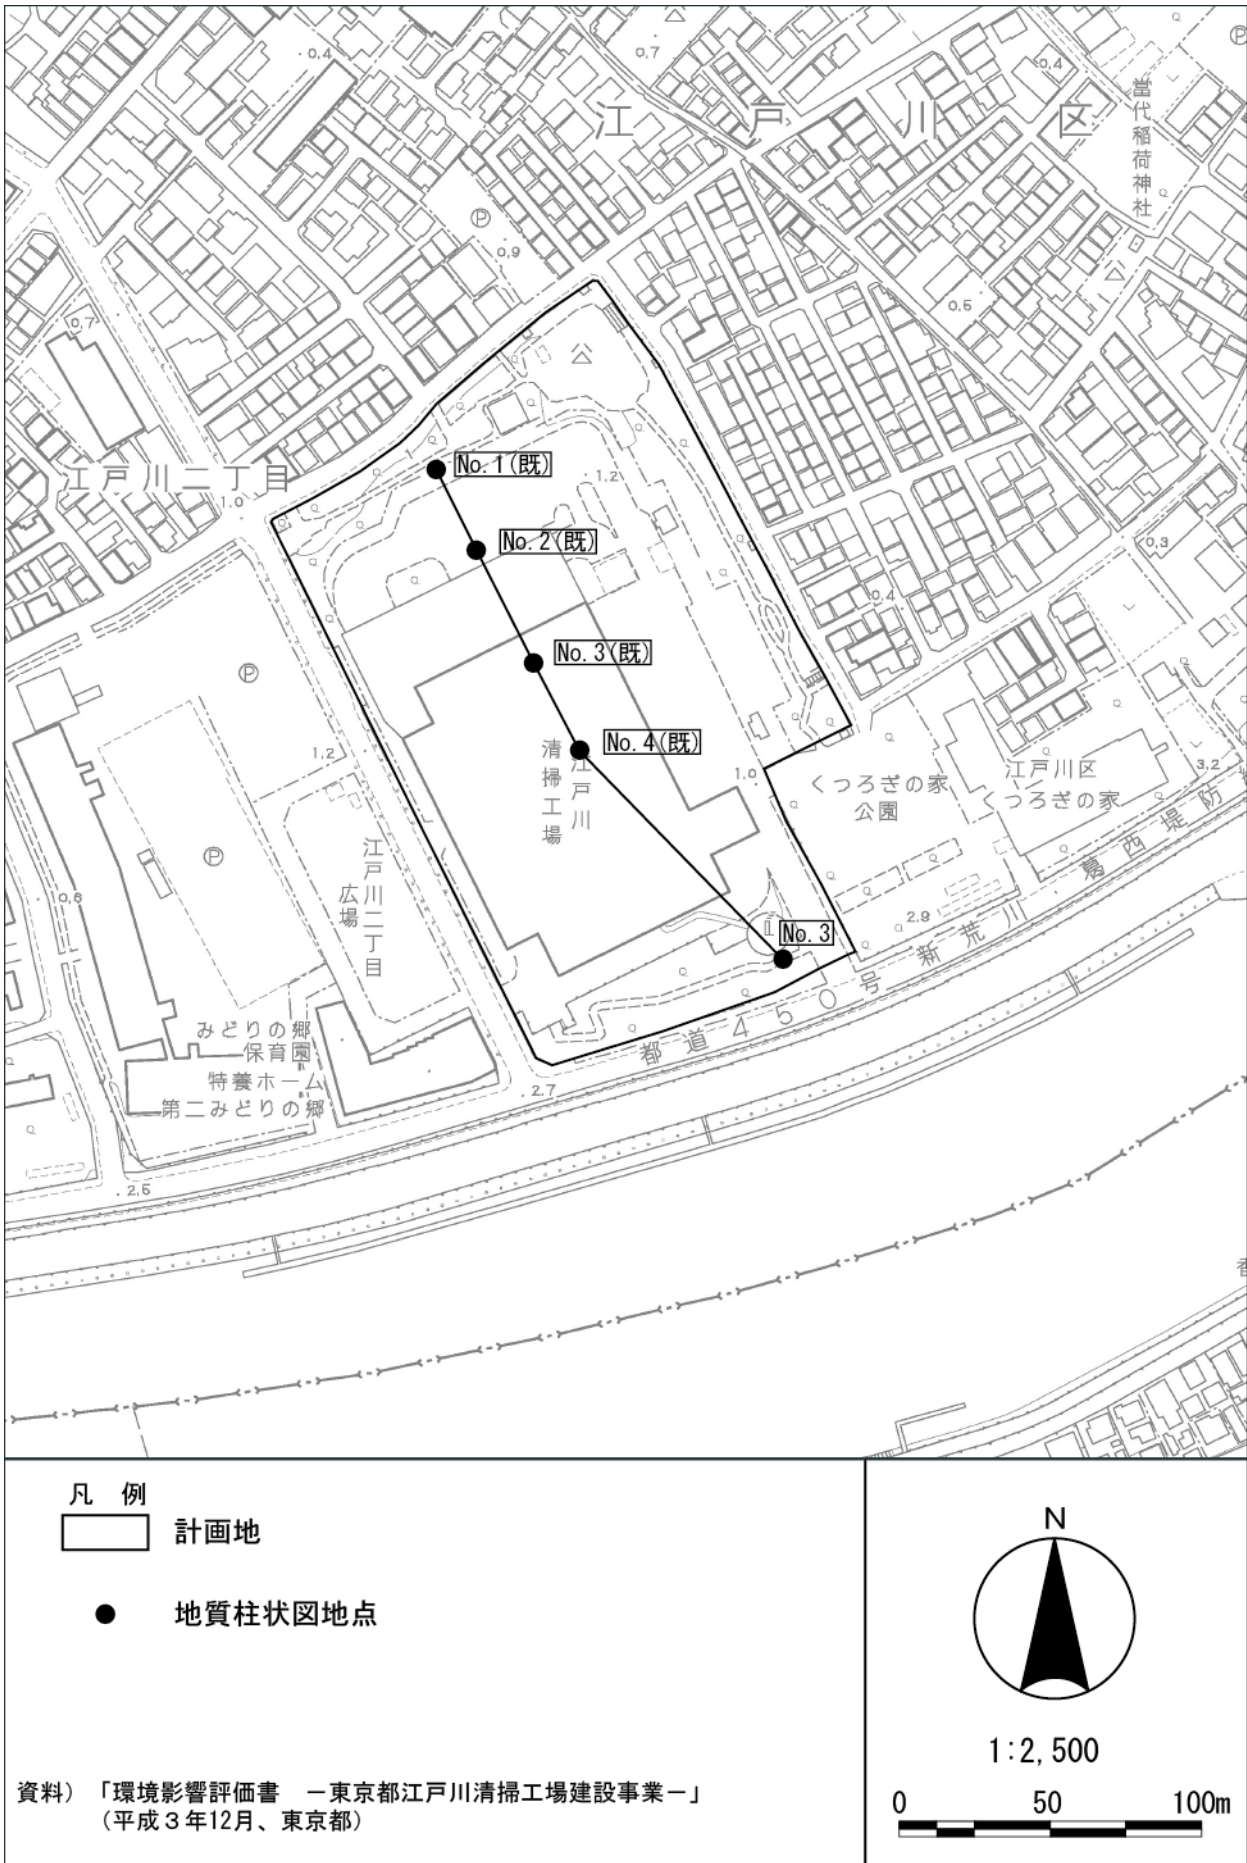 0.4
0.7
0.4
江戸川区
當代稲荷神社
Ⓟ
Ⓟ
0.9
0.7
0.5
公
江戸川二丁目
1.0
No.1(既)
1.2
No.2(既)
0.3
0.4
No.3(既)
Ⓟ
No.4(既)
江戸川
清掃工場
1.2
1.0
くつろぎの家
公園
江戸川区
くつろぎの家
3.2
Ⓟ
江戸川二丁目
広場
2.9
No.3
都道450号新荒川葛西堤防
みどりの郷
保育園
特養ホーム
第二みどりの郷
2.7
凡 例
計画地
地質柱状図地点
N
1:2,500
0 50 100m
資料) 「環境影響評価書 －東京都江戸川清掃工場建設事業－」
(平成3年12月、東京都)